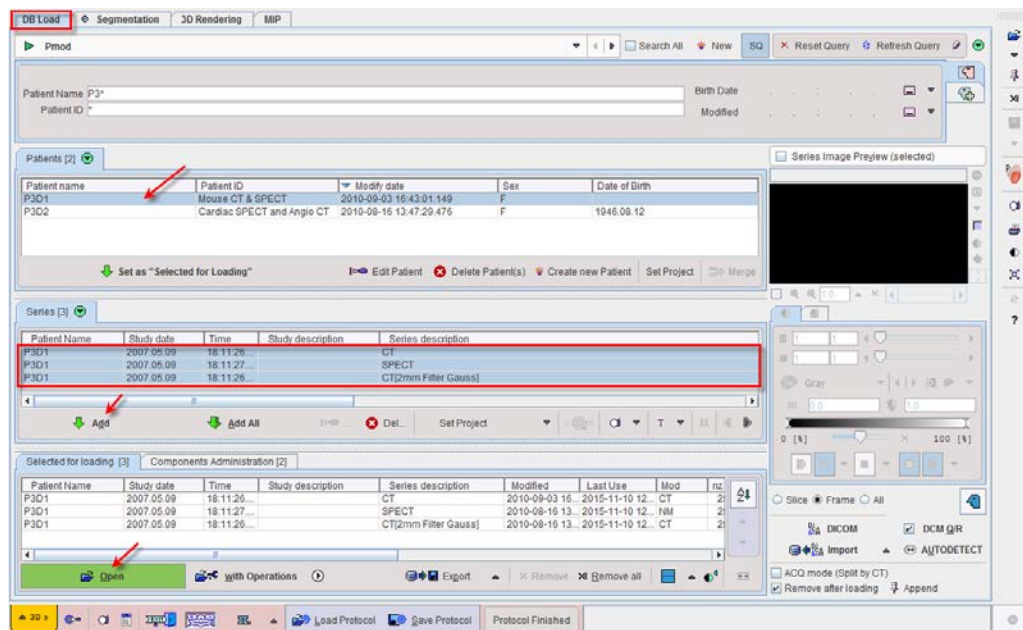 DB Load Segmentation 3D Rendering MIP
Pmod Search All New SQ Reset Query Refresh Query
Patient Name P3* Birth Date
Patient ID * Modified
Patients [2] Series Image Preview (selected)
Patient name Patient ID Modify date Sex Date of Birth
P3D1 Mouse CT & SPECT 2010-09-03 16:43:01.149 F
P3D2 Cardiac SPECT and Angio CT 2010-08-16 13:47:29.476 F 1946.08.12
Set as "Selected for Loading" Edit Patient Delete Patient(s) Create new Patient Set Project Merge
1.0
Series [3]
Patient Name Study date Time Study description Series description
P3D1 2007.05.09 18:11:26... CT
P3D1 2007.05.09 18:11:27... SPECT
P3D1 2007.05.09 18:11:26... CT[2mm Filter Gauss]
1 1
1 1
Gray
0.0 1.0
Add Add All Del... Set Project T
0 [%] 100 [%]
Selected for loading [3] Components Administration [2]
Patient Name Study date Time Study description Series description Modified Last Use Mod nz
P3D1 2007.05.09 18:11:26... CT 2010-09-03 16... 2015-11-10 12... CT
P3D1 2007.05.09 18:11:27... SPECT 2010-08-16 13... 2015-11-10 12... NM
P3D1 2007.05.09 18:11:26... CT[2mm Filter Gauss] 2010-08-16 13... 2015-11-10 12... CT
Slice Frame All
DICOM DCM Q/R
Import AUTODETECT
Open with Operations Export Remove Remove all
ACQ mode (Split by CT)
Remove after loading Append
3D Load Protocol Save Protocol Protocol Finished
?